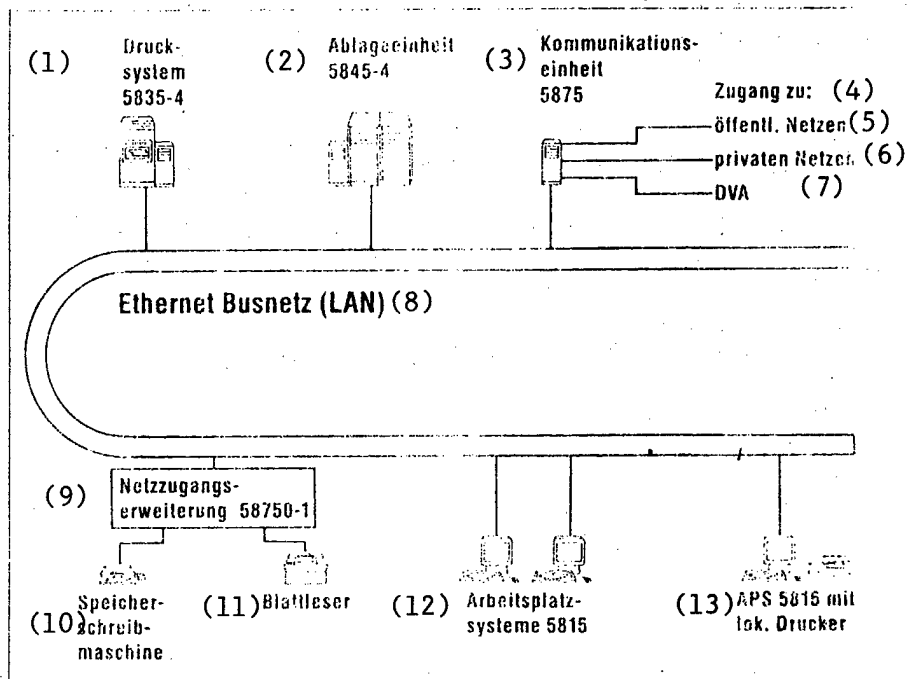 (1)
Druck-
system
5835-4
(2)
Ablageeinheit
5845-4
(3)
Kommunikations-
einheit
5875
Zugang zu: (4)
öffentl. Netzen (5)
privaten Netzen (6)
DVA (7)
Ethernet Busnetz (LAN) (8)
(9)
Netzzugangs-
erweiterung 58750-1
(10)
Speicher-
schreib-
maschine
(11) Blattleser
(12)
Arbeitsplatz-
systeme 5815
(13)
APS 5815 mit
lok. Drucker